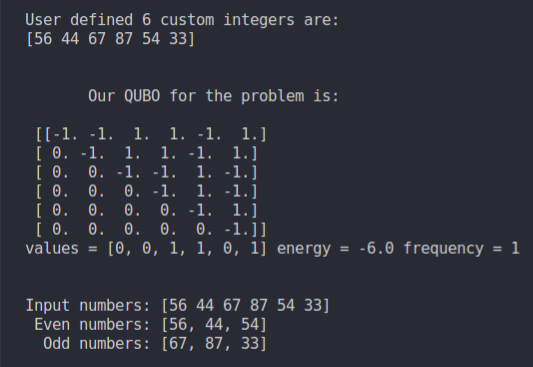 User defined 6 custom integers are:
[56 44 67 87 54 33]
Our QUBO for the problem is:
[[-1. -1.  1.  1. -1.  1.]
[ 0. -1.  1.  1. -1.  1.]
[ 0.  0. -1. -1.  1. -1.]
[ 0.  0.  0. -1.  1. -1.]
[ 0.  0.  0.  0. -1.  1.]
[ 0.  0.  0.  0.  0. -1.]]
values = [0, 0, 1, 1, 0, 1] energy = -6.0 frequency = 1
Input numbers: [56 44 67 87 54 33]
Even numbers: [56, 44, 54]
Odd numbers: [67, 87, 33]